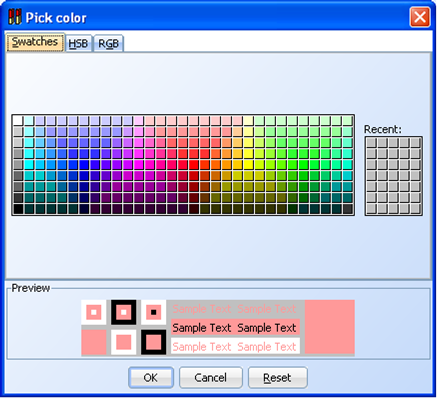 Pick color
Swatches HSB RGB
Recent:
Preview
Sample Text Sample Text
Sample Text Sample Text
Sample Text Sample Text
OK Cancel Reset